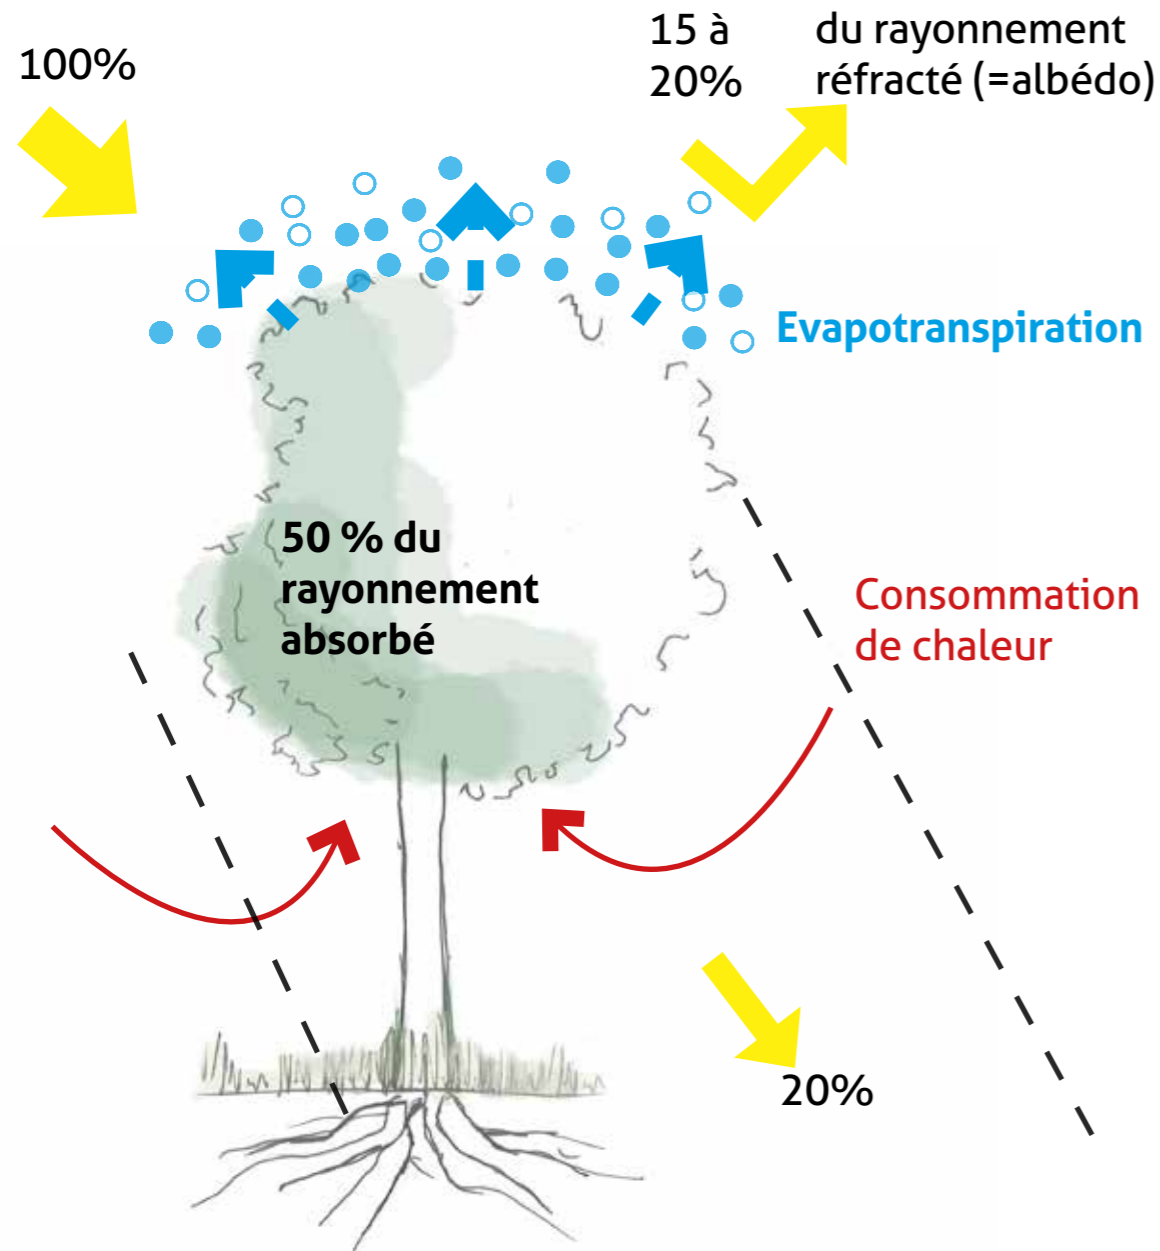 100%
15 à
20%
du rayonnement
réfracté (=albédo)
Evapotranspiration
50 % du
rayonnement
absorbé
Consommation
de chaleur
20%